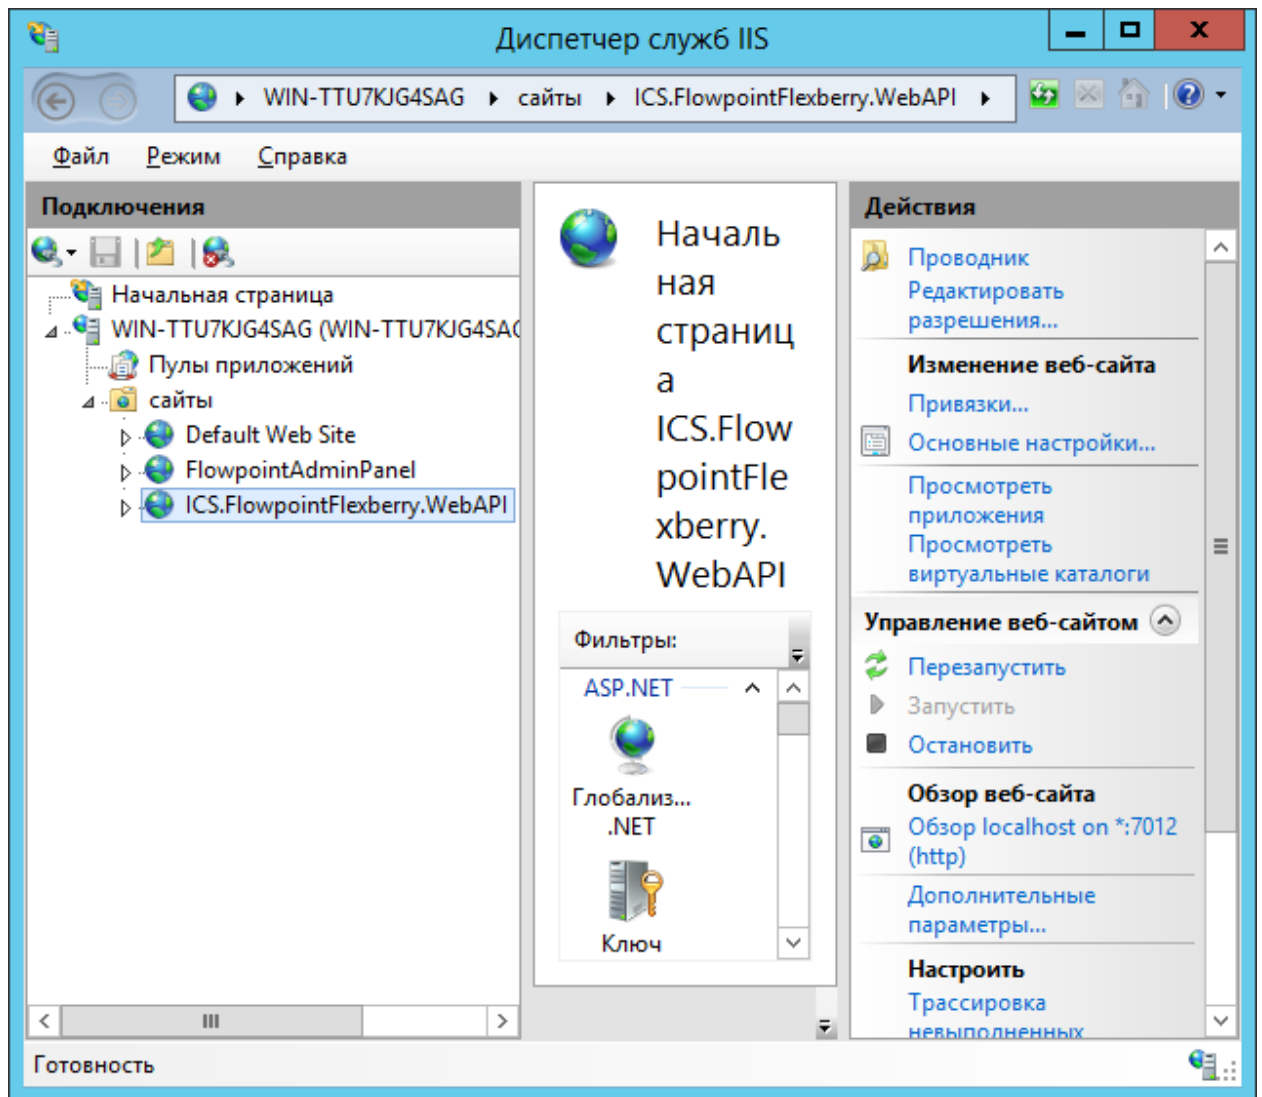 Диспетчер служб IIS
WIN-TTU7KJG4SAG
сайты
ICS.FlowpointFlexberry.WebAPI
Файл
Режим
Справка
Подключения
Начальная страница
WIN-TTU7KJG4SAG (WIN-TTU7KJG4SAG
Пулы приложений
сайты
Default Web Site
FlowpointAdminPanel
ICS.FlowpointFlexberry.WebAPI
Началь
ная
страниц
а
ICS.Flow
pointFle
xberry.
WebAPI
Фильтры:
ASP.NET
Глобализ...
.NET
Ключ
Действия
Проводник
Редактировать
разрешения...
Изменение веб-сайта
Привязки...
Основные настройки...
Просмотреть
приложения
Просмотреть
виртуальные каталоги
Управление веб-сайтом
Перезапустить
Запустить
Остановить
Обзор веб-сайта
Обзор localhost on *:7012
(http)
Дополнительные
параметры...
Настроить
Трассировка
невыполненных
Готовность